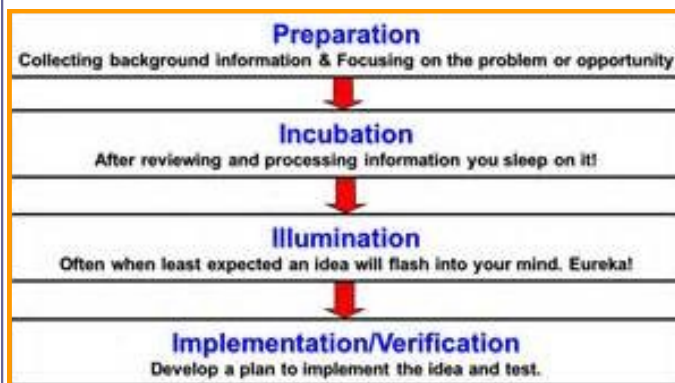 Preparation
Collecting background information & Focusing on the problem or opportunity
Incubation
After reviewing and processing information you sleep on it!
Illumination
Often when least expected an idea will flash into your mind. Eureka!
Implementation/Verification
Develop a plan to implement the idea and test.